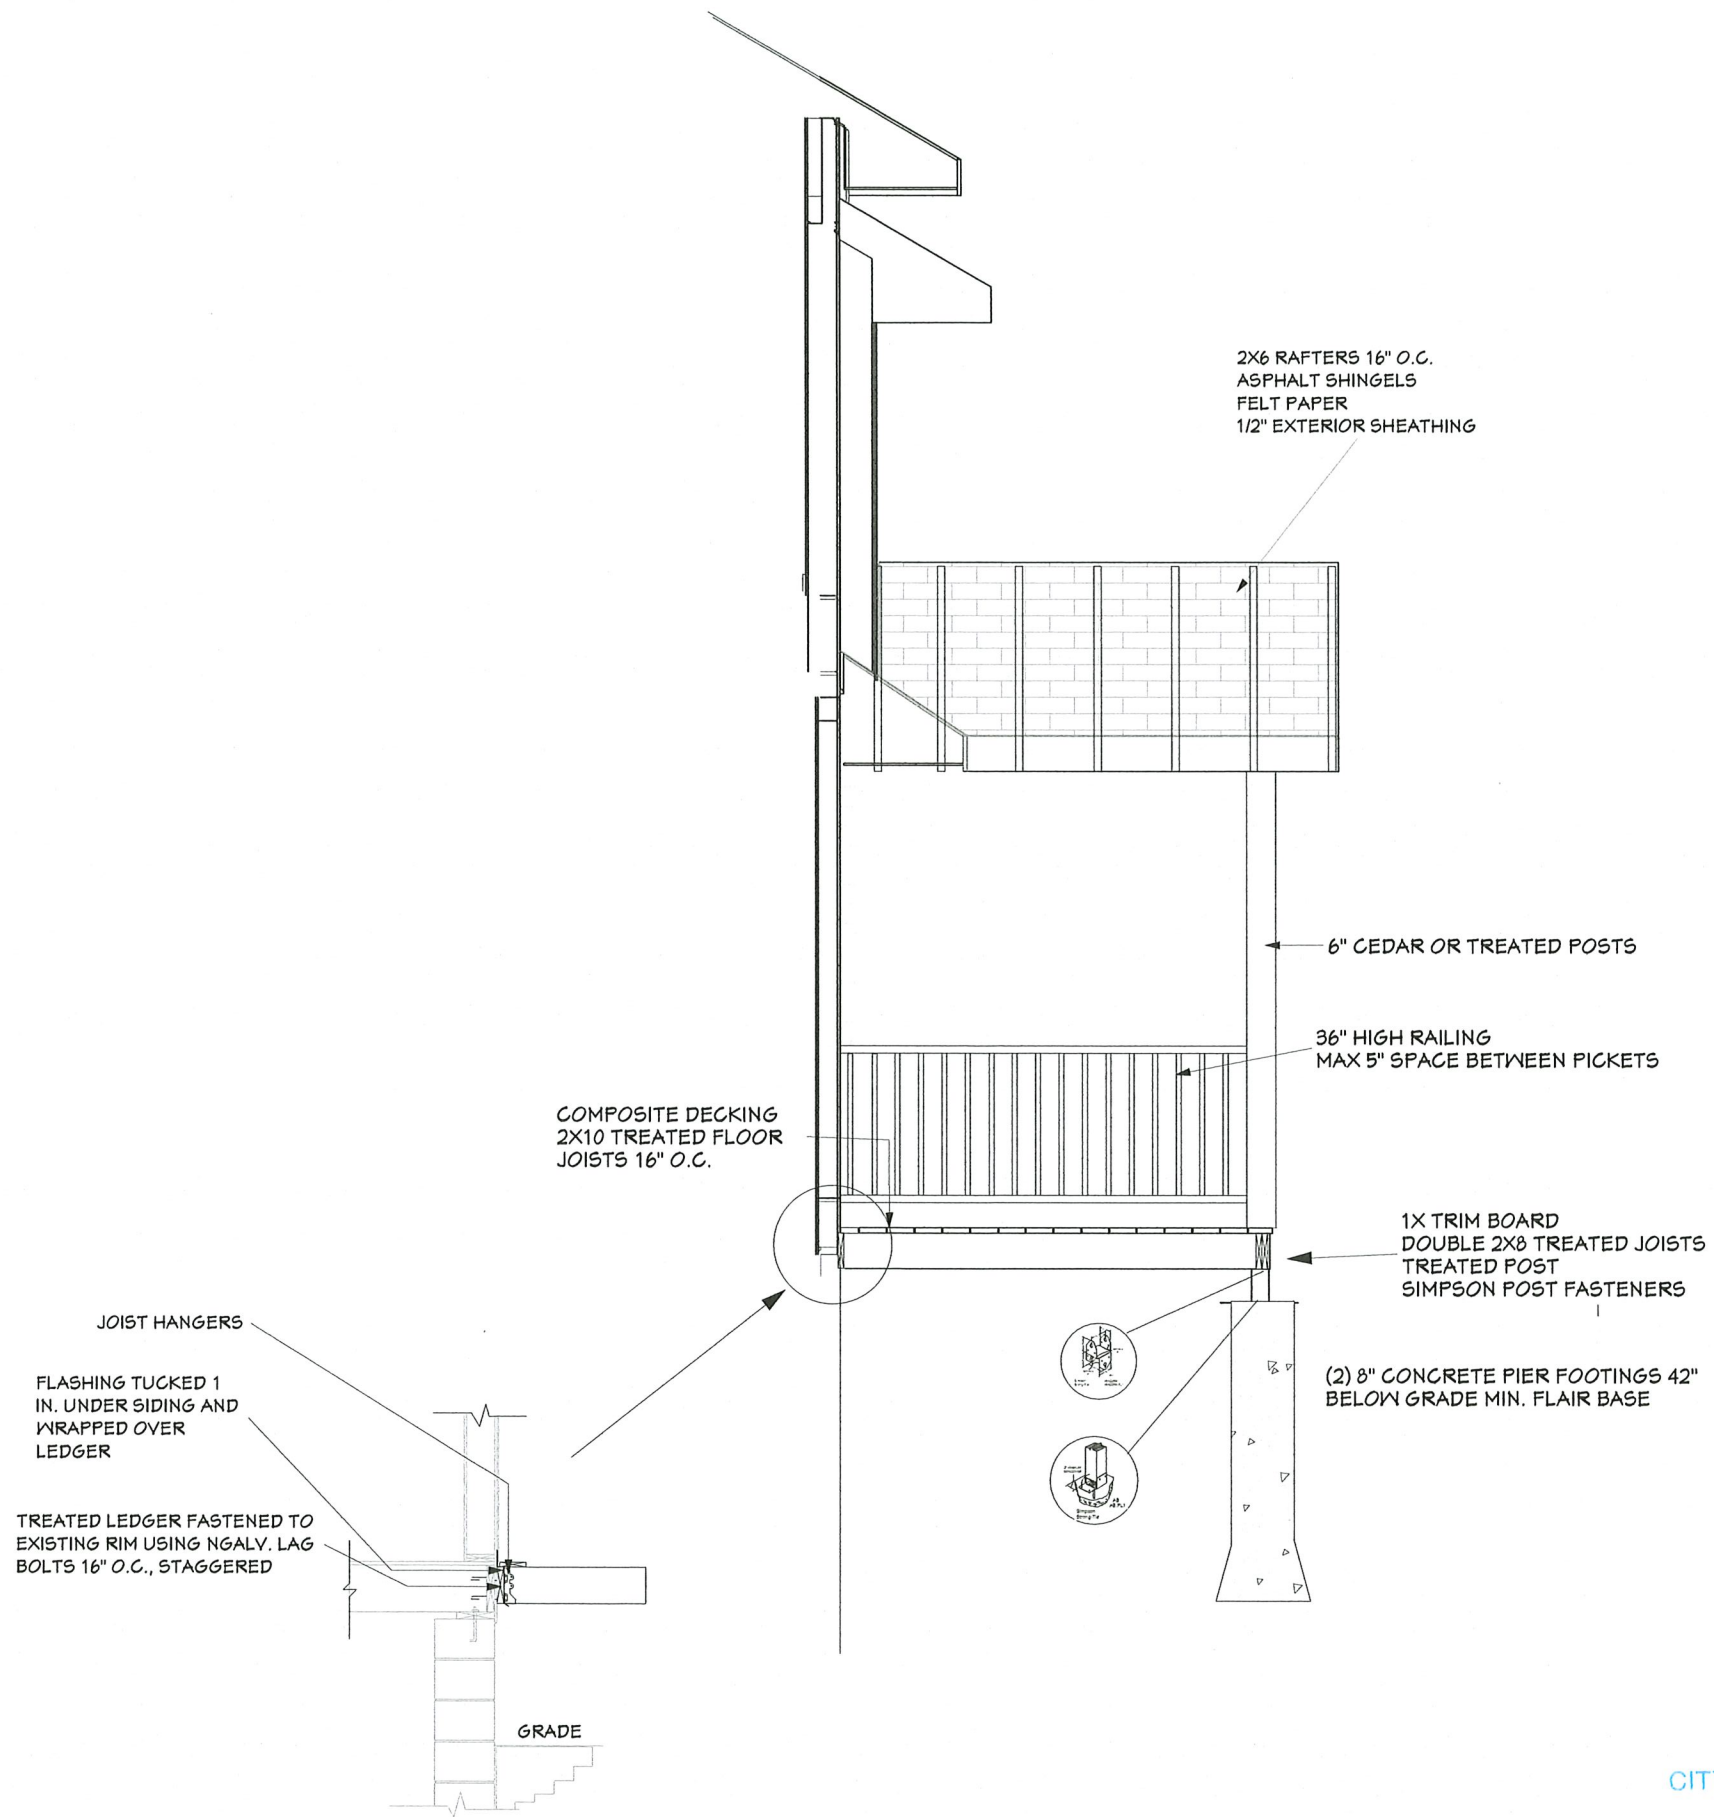 2X6 RAFTERS 16" O.C.
ASPHALT SHINGELS
FELT PAPER
1/2" EXTERIOR SHEATHING
6" CEDAR OR TREATED POSTS
36" HIGH RAILING
MAX 5" SPACE BETWEEN PICKETS
COMPOSITE DECKING
2X10 TREATED FLOOR
JOISTS 16" O.C.
1X TRIM BOARD
DOUBLE 2X8 TREATED JOISTS
TREATED POST
SIMPSON POST FASTENERS
(2) 8" CONCRETE PIER FOOTINGS 42"
BELOW GRADE MIN. FLAIR BASE
JOIST HANGERS
FLASHING TUCKED 1
IN. UNDER SIDING AND
WRAPPED OVER
LEDGER
TREATED LEDGER FASTENED TO
EXISTING RIM USING NGALV. LAG
BOLTS 16" O.C., STAGGERED
GRADE